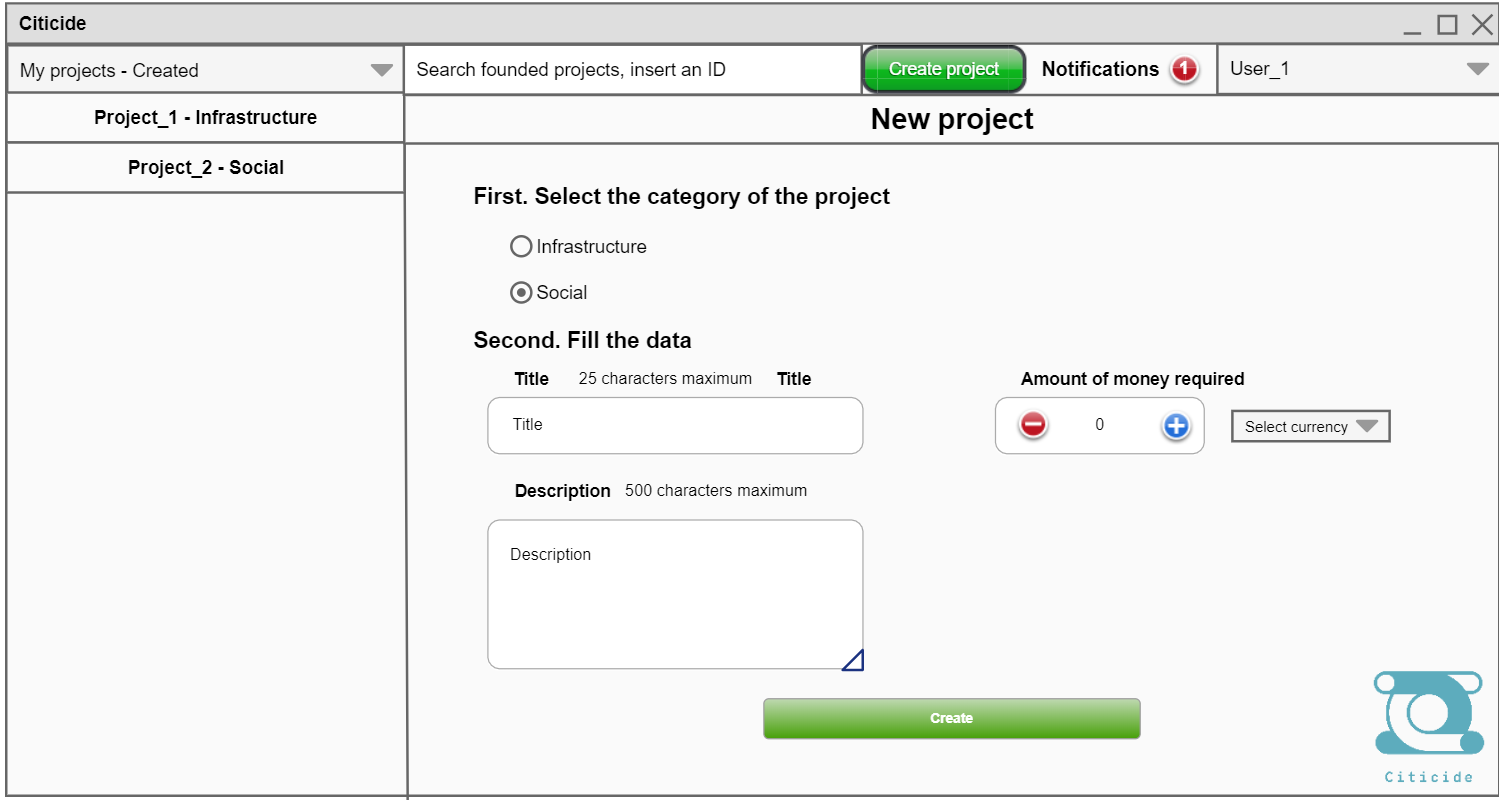 Citicide
My projects - Created
Search founded projects, insert an ID
Create project
Notifications 1
User_1
Project_1 - Infrastructure
New project
Project_2 - Social
First. Select the category of the project
Infrastructure
Social
Second. Fill the data
Title 25 characters maximum Title
Amount of money required
Title
0
Select currency
Description 500 characters maximum
Description
Create
Citicide